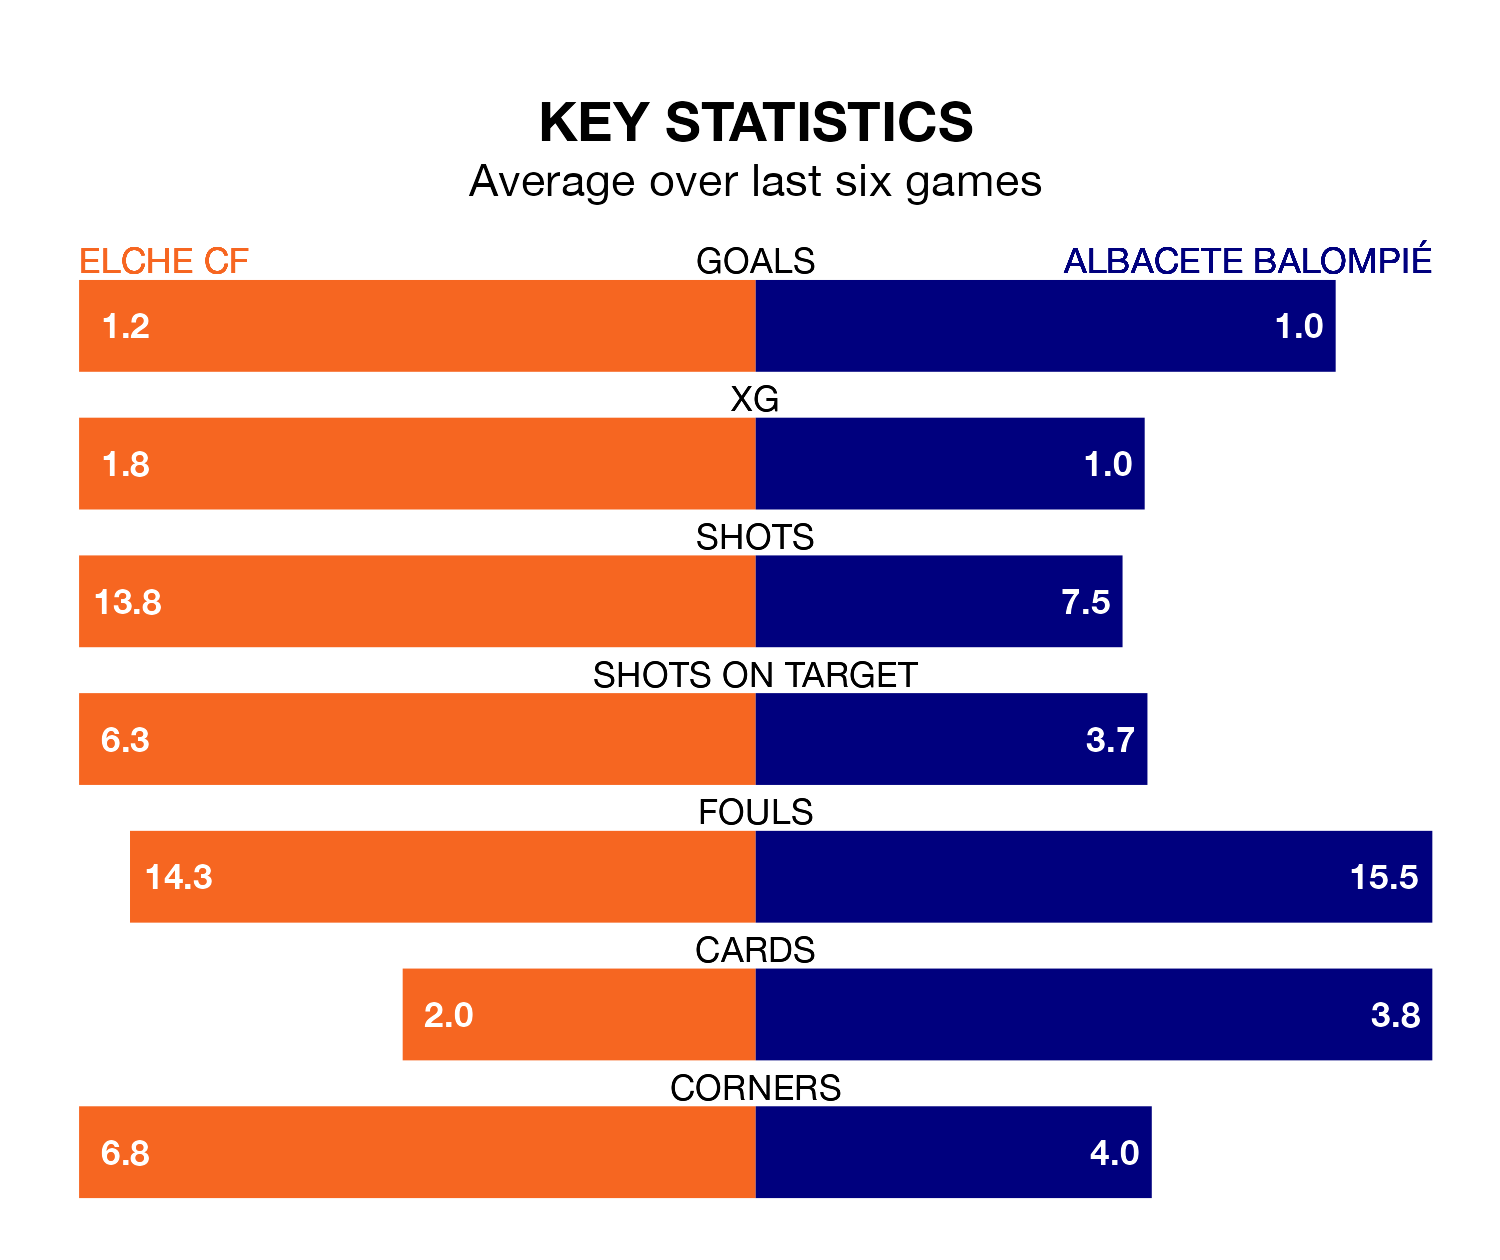 KEY STATISTICS
Average over last six games
ELCHE CF GOALS ALBACETE BALOMPIÉ
1.2 1.0
XG
1.8 1.0
SHOTS
13.8 7.5
SHOTS ON TARGET
6.3 3.7
FOULS
14.3 15.5
CARDS
2.0 3.8
CORNERS
6.8 4.0